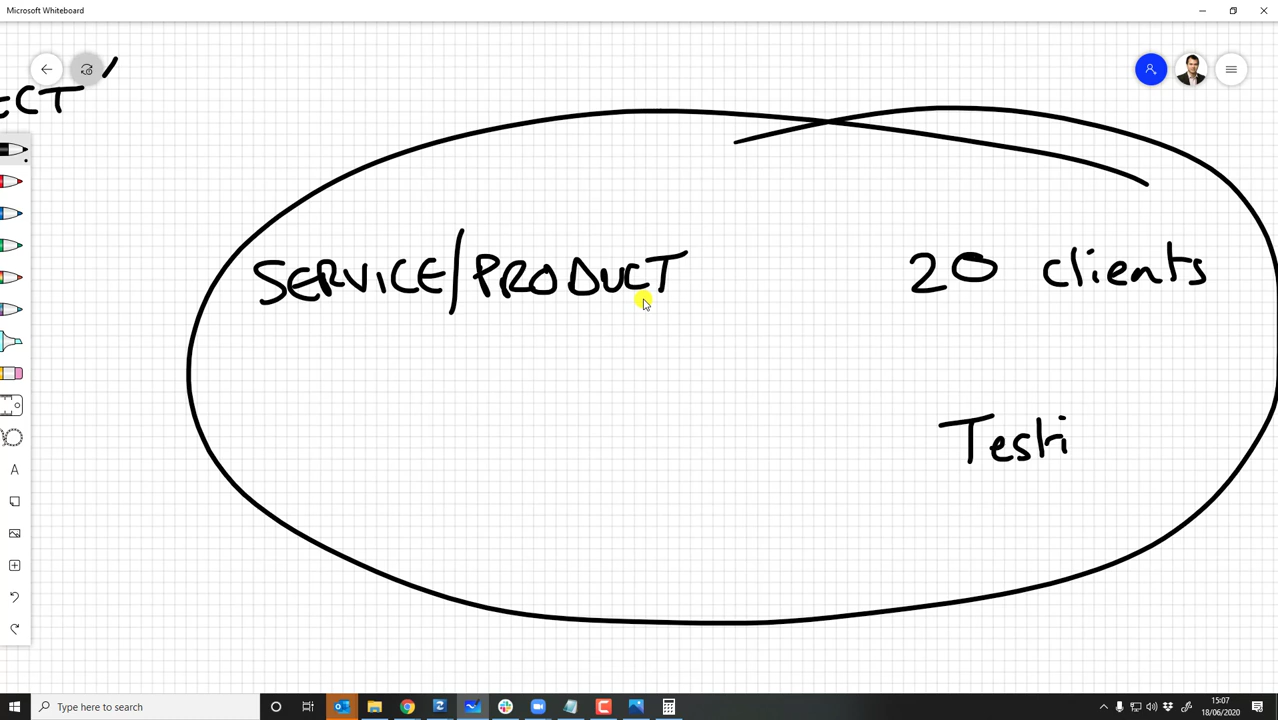 Microsoft Whiteboard
ECT
SERVICE/PRODUCT
20 clients
Testi
A
Type here to search
15:07
18/06/2020